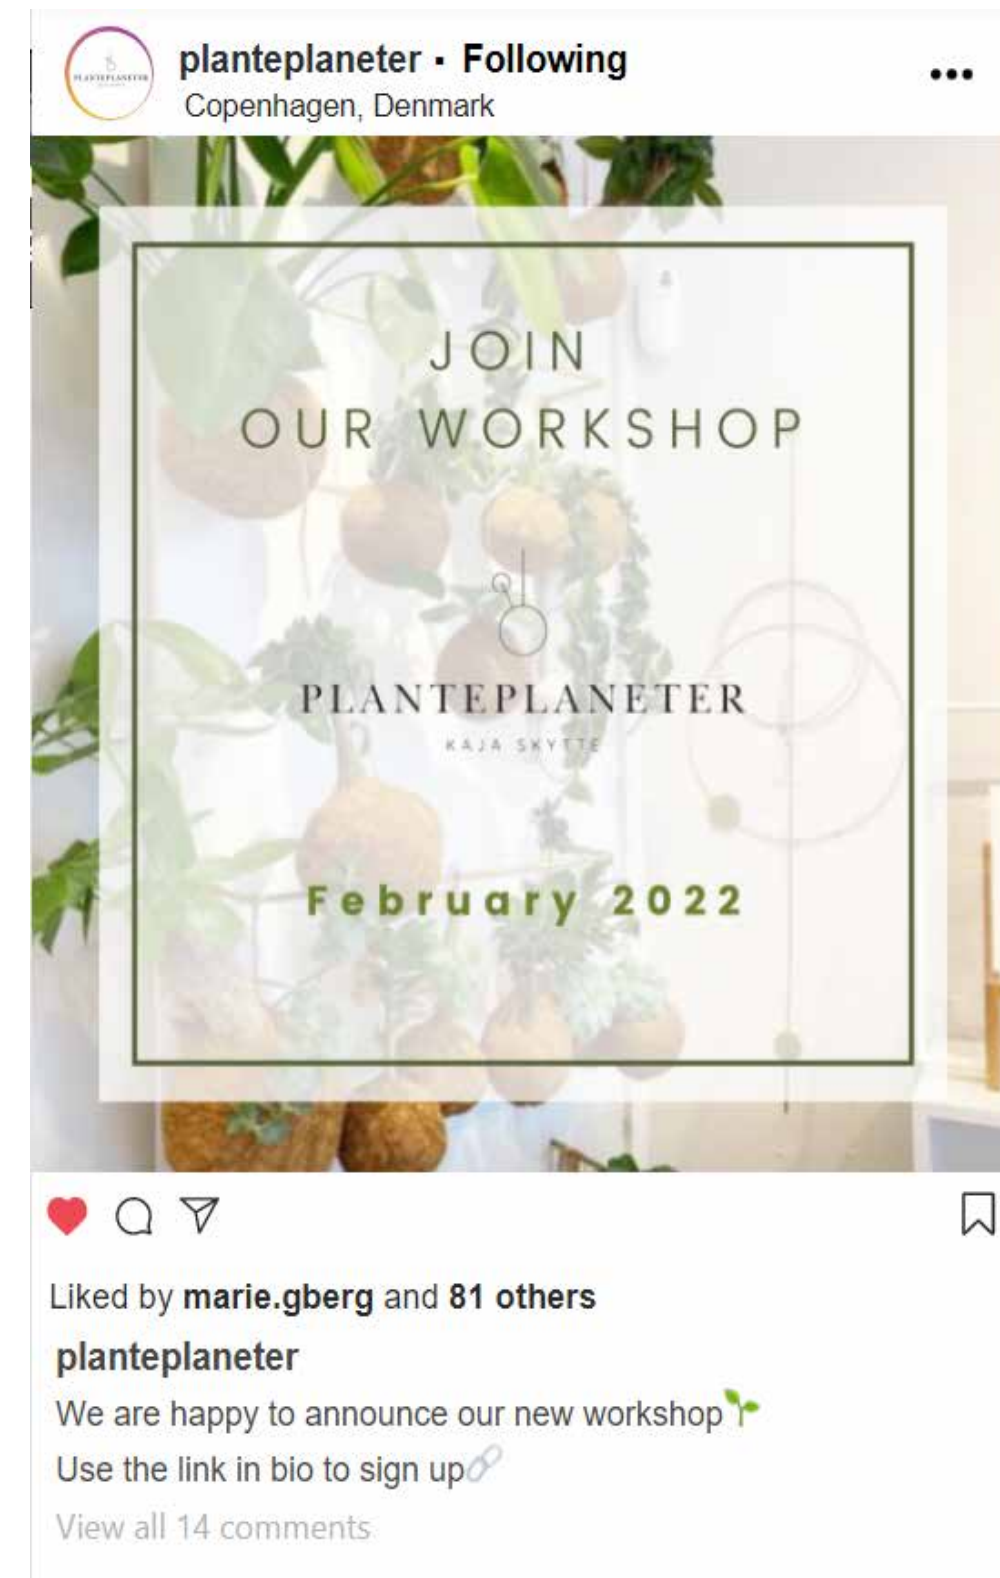 planteplaneter · Following
Copenhagen, Denmark
JOIN
OUR WORKSHOP
PLANTEPLANETER
KAJA SKYTTE
February 2022
Liked by marie.gberg and 81 others
planteplaneter
We are happy to announce our new workshop🌱
Use the link in bio to sign up🔗
View all 14 comments